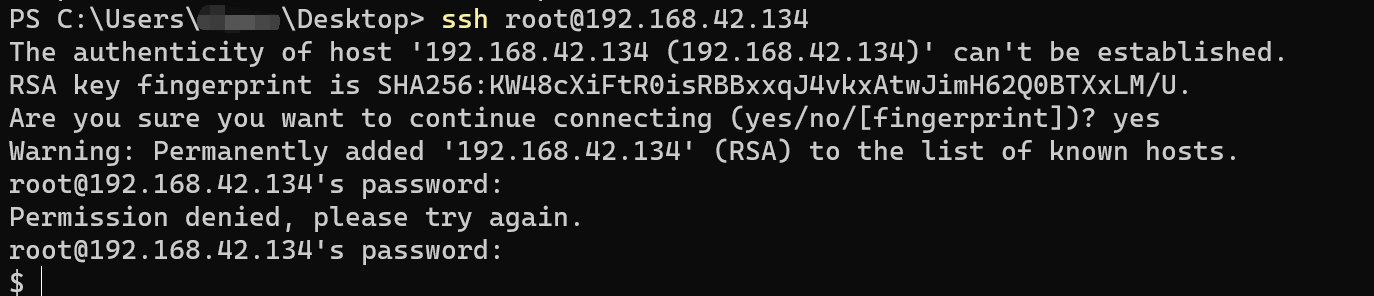 PS C:\Users\ \Desktop> ssh root@192.168.42.134
The authenticity of host '192.168.42.134 (192.168.42.134)' can't be established.
RSA key fingerprint is SHA256:KW48cXiFtR0isRBBxxqJ4vkxAtwJimH62Q0BTXxLM/U.
Are you sure you want to continue connecting (yes/no/[fingerprint])? yes
Warning: Permanently added '192.168.42.134' (RSA) to the list of known hosts.
root@192.168.42.134's password:
Permission denied, please try again.
root@192.168.42.134's password:
$